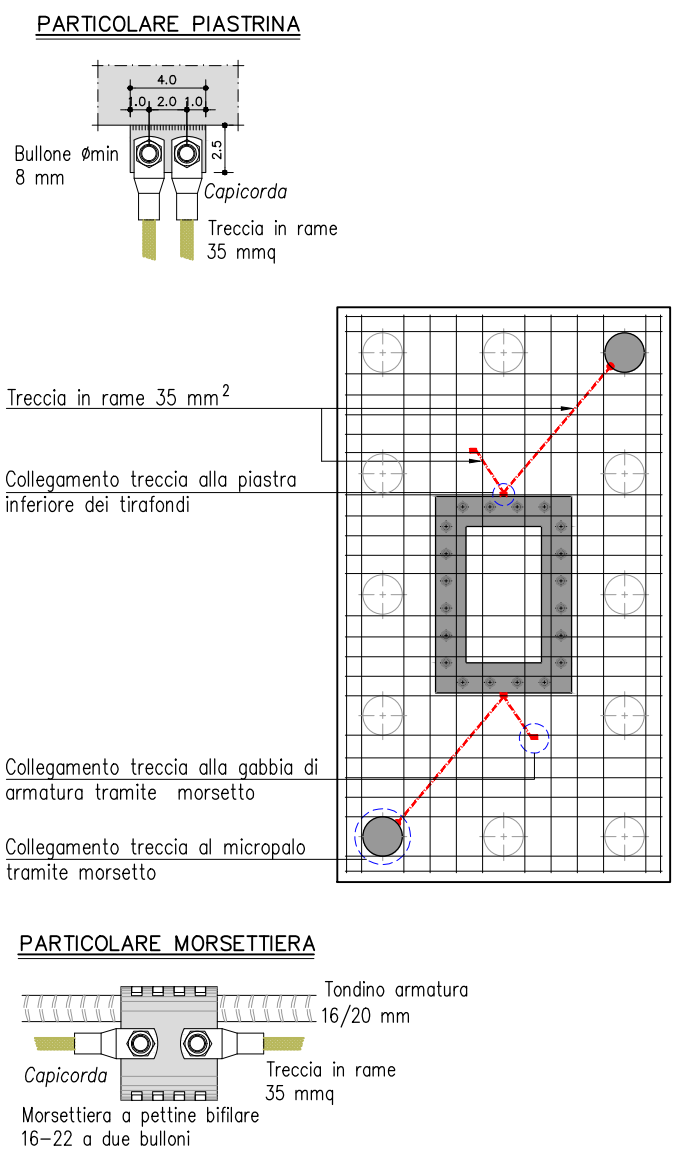 PARTICOLARE PIASTRINA
4.0
1.0 2.0 1.0
2.5
Bullone Ømin
8 mm
Capicorda
Treccia in rame
35 mmq
Treccia in rame 35 mm²
Collegamento treccia alla piastra
inferiore dei tirafondi
Collegamento treccia alla gabbia di
armatura tramite morsetto
Collegamento treccia al micropalo
tramite morsetto
PARTICOLARE MORSETTIERA
Tondino armatura
16/20 mm
Capicorda
Treccia in rame
35 mmq
Morsettiera a pettine bifilare
16-22 a due bulloni